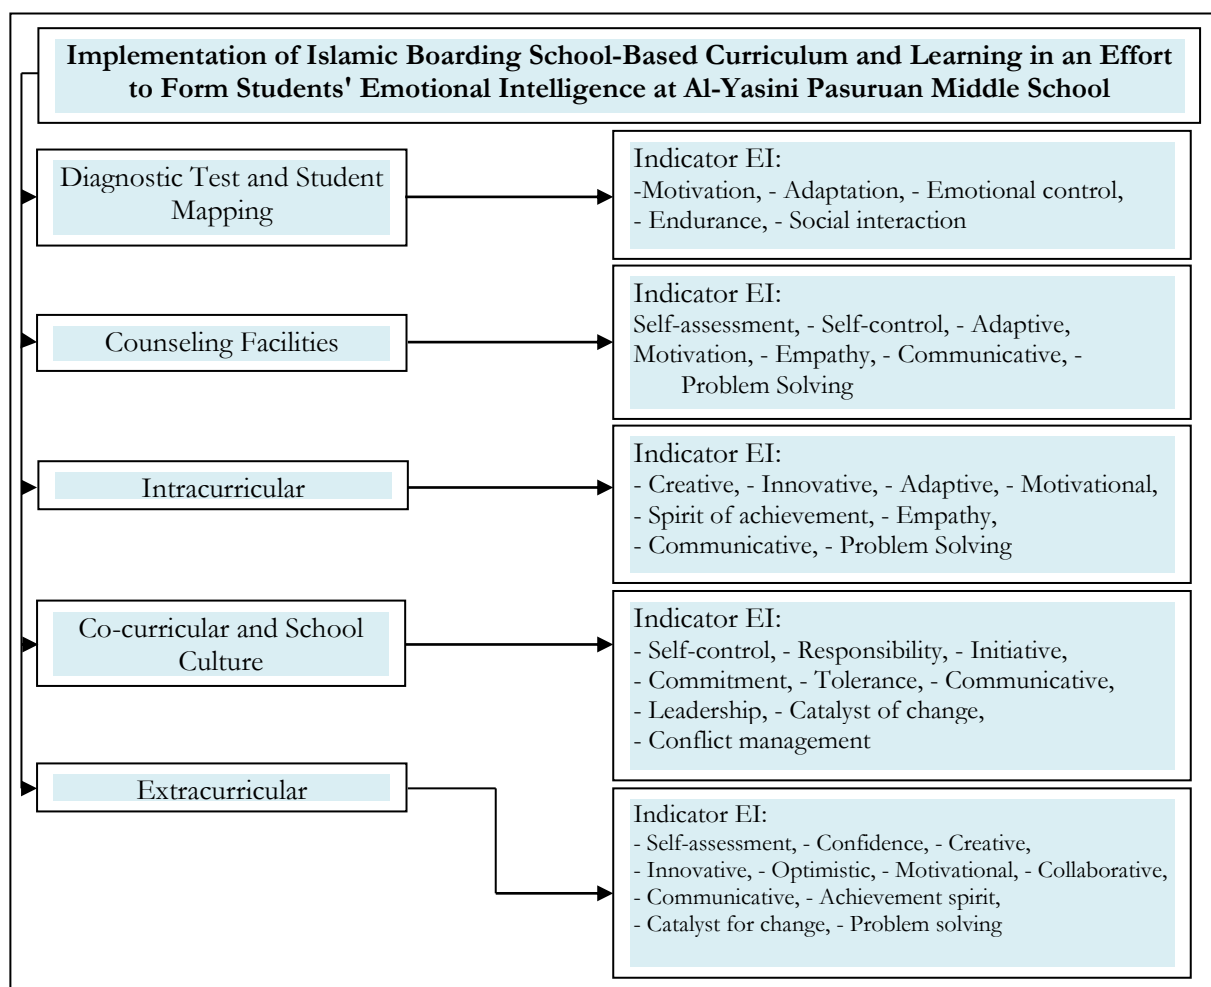 Implementation of Islamic Boarding School-Based Curriculum and Learning in an Effort
to Form Students' Emotional Intelligence at Al-Yasini Pasuruan Middle School
Diagnostic Test and Student
Mapping
Indicator EI:
-Motivation, - Adaptation, - Emotional control,
- Endurance, - Social interaction
Counseling Facilities
Indicator EI:
Self-assessment, - Self-control, - Adaptive,
Motivation, - Empathy, - Communicative, -
Problem Solving
Intracurricular
Indicator EI:
- Creative, - Innovative, - Adaptive, - Motivational,
- Spirit of achievement, - Empathy,
- Communicative, - Problem Solving
Co-curricular and School
Culture
Indicator EI:
- Self-control, - Responsibility, - Initiative,
- Commitment, - Tolerance, - Communicative,
- Leadership, - Catalyst of change,
- Conflict management
Extracurricular
Indicator EI:
- Self-assessment, - Confidence, - Creative,
- Innovative, - Optimistic, - Motivational, - Collaborative,
- Communicative, - Achievement spirit,
- Catalyst for change, - Problem solving